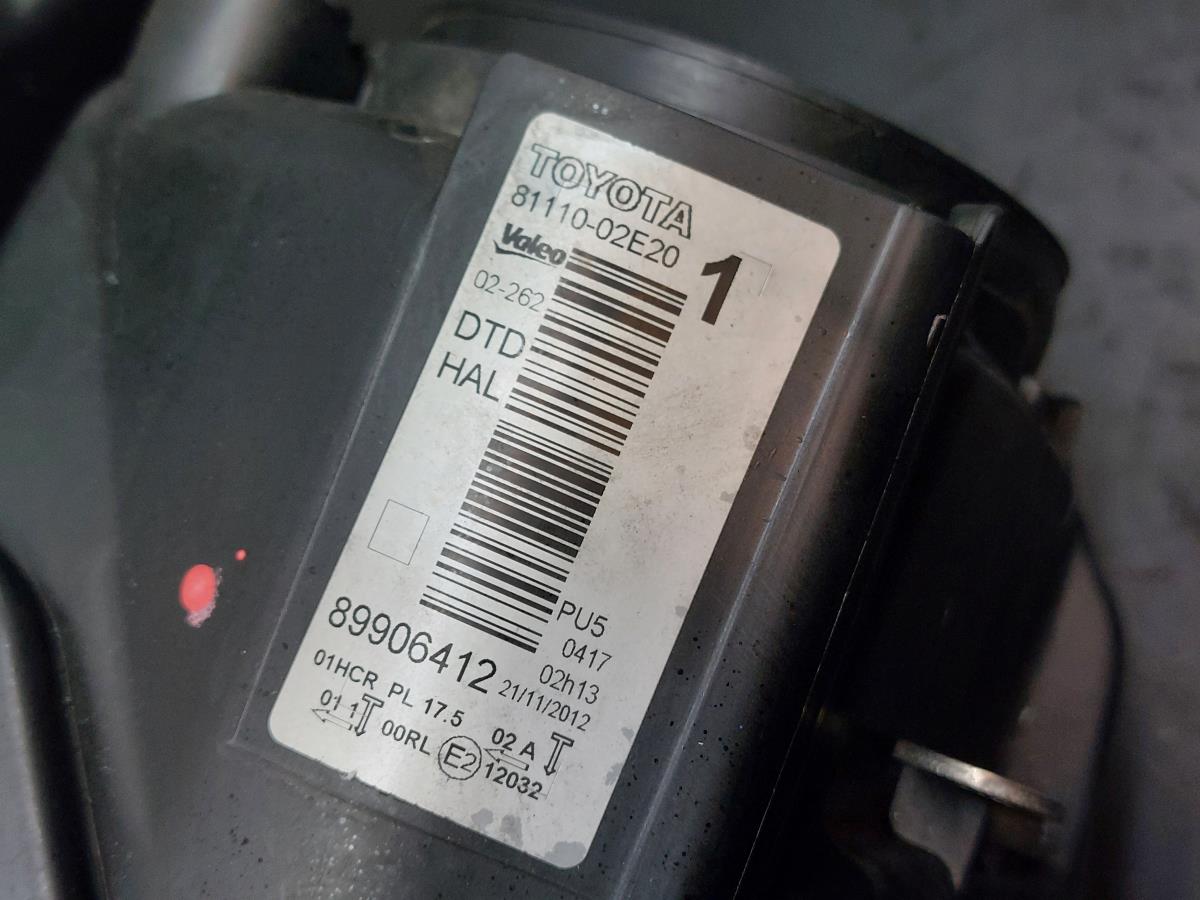 TOYOTA
81110-02E20
1
Valeo
02-262
DTD
HAL
PU5
0417
02h13
89906412 21/11/2012
01HCR PL 17.5
01 1
00RL
E2
02 A
12032